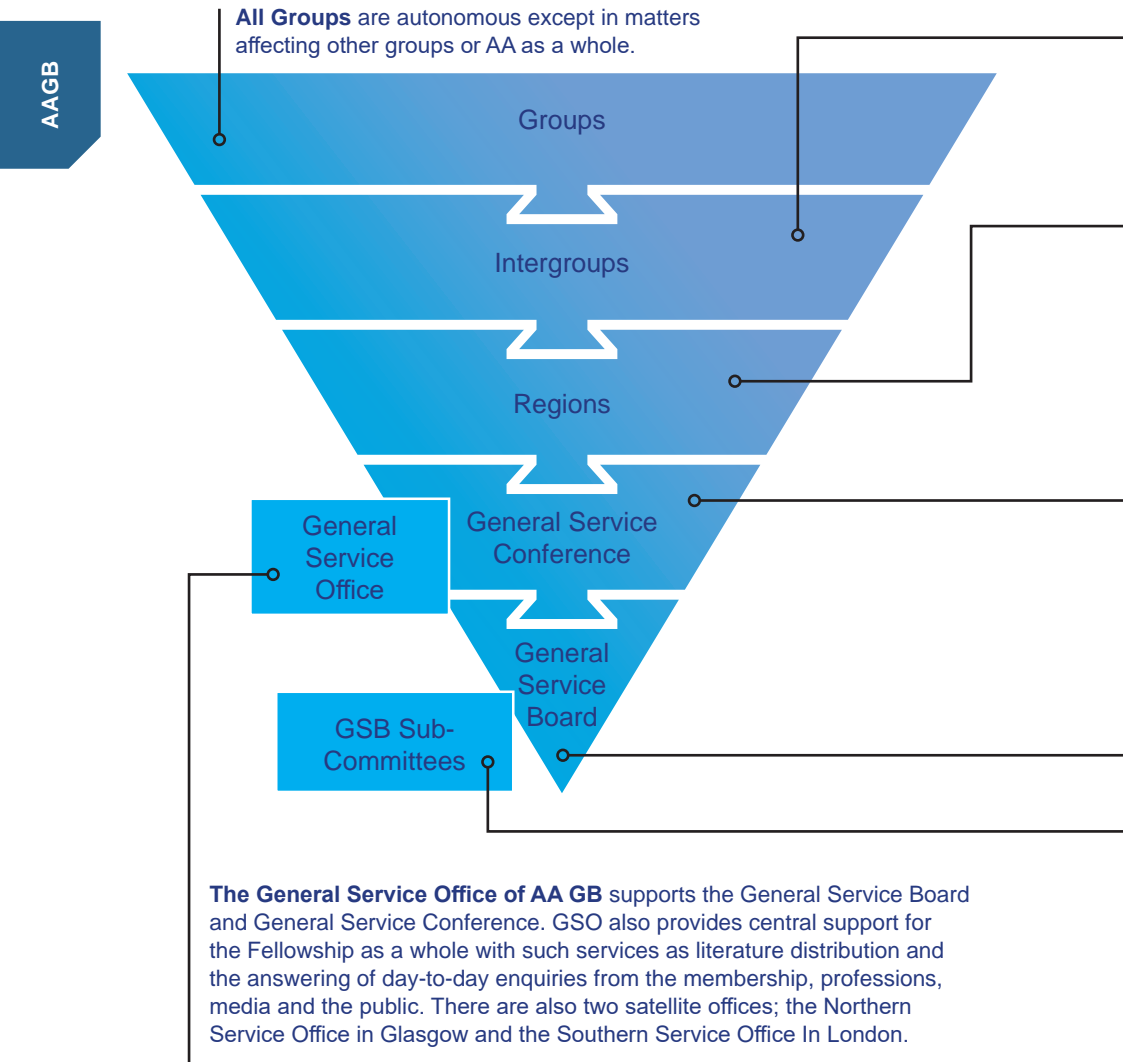 All Groups are autonomous except in matters
affecting other groups or AA as a whole.
AAGB
Groups
Intergroups
Regions
General Service
Conference
General
Service
Office
General
Service
Board
GSB Sub-
Committees
The General Service Office of AA GB supports the General Service Board
and General Service Conference. GSO also provides central support for
the Fellowship as a whole with such services as literature distribution and
the answering of day-to-day enquiries from the membership, professions,
media and the public. There are also two satellite offices; the Northern
Service Office in Glasgow and the Southern Service Office In London.